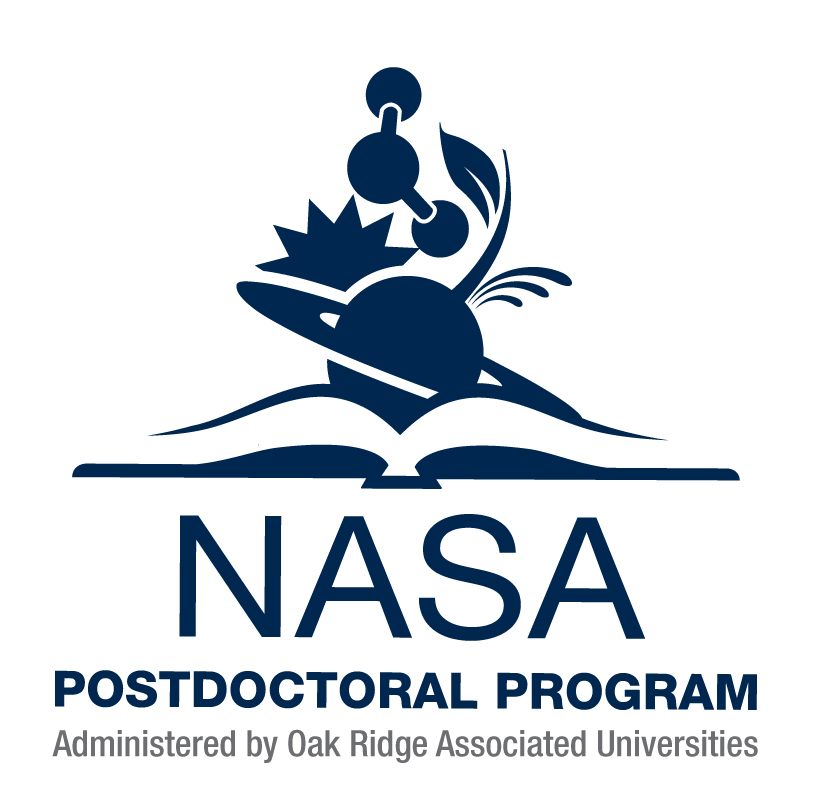 NASA
POSTDOCTORAL PROGRAM
Administered by Oak Ridge Associated Universities